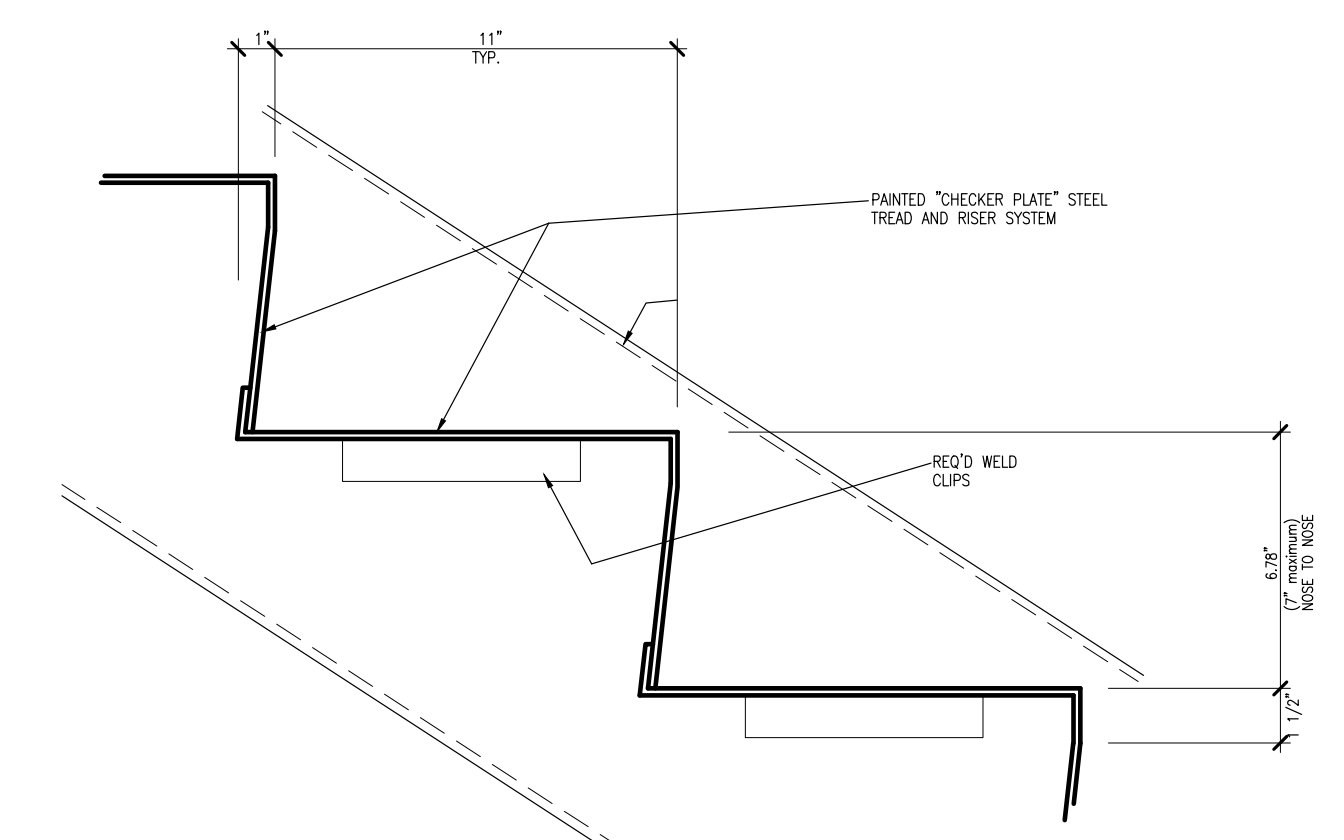 1"
11"
TYP.
PAINTED "CHECKER PLATE" STEEL
TREAD AND RISER SYSTEM
REQ'D WELD
CLIPS
6.78"
(7" maximum)
NOSE TO NOSE
1 1/2"